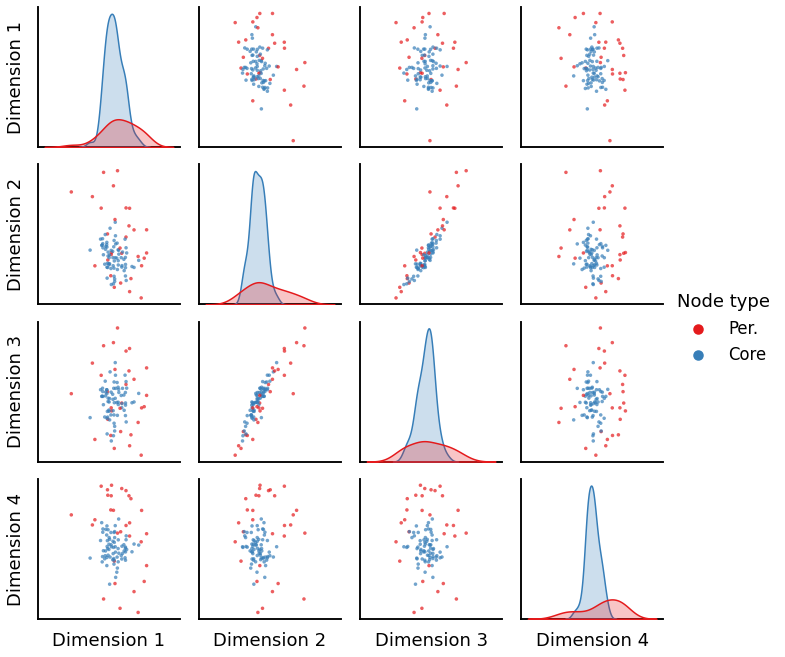 Dimension 1
Dimension 2
Dimension 3
Dimension 4
Node type
Per.
Core
Dimension 1
Dimension 2
Dimension 3
Dimension 4